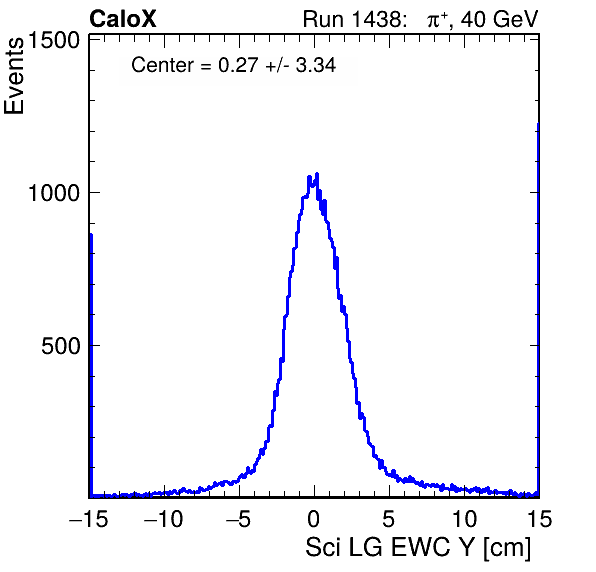 CaloX Run 1438: π⁺, 40 GeV
Events
1500
Center = 0.27 +/- 3.34
1000
500
−15 −10 −5 0 5 10 15
Sci LG EWC Y [cm]